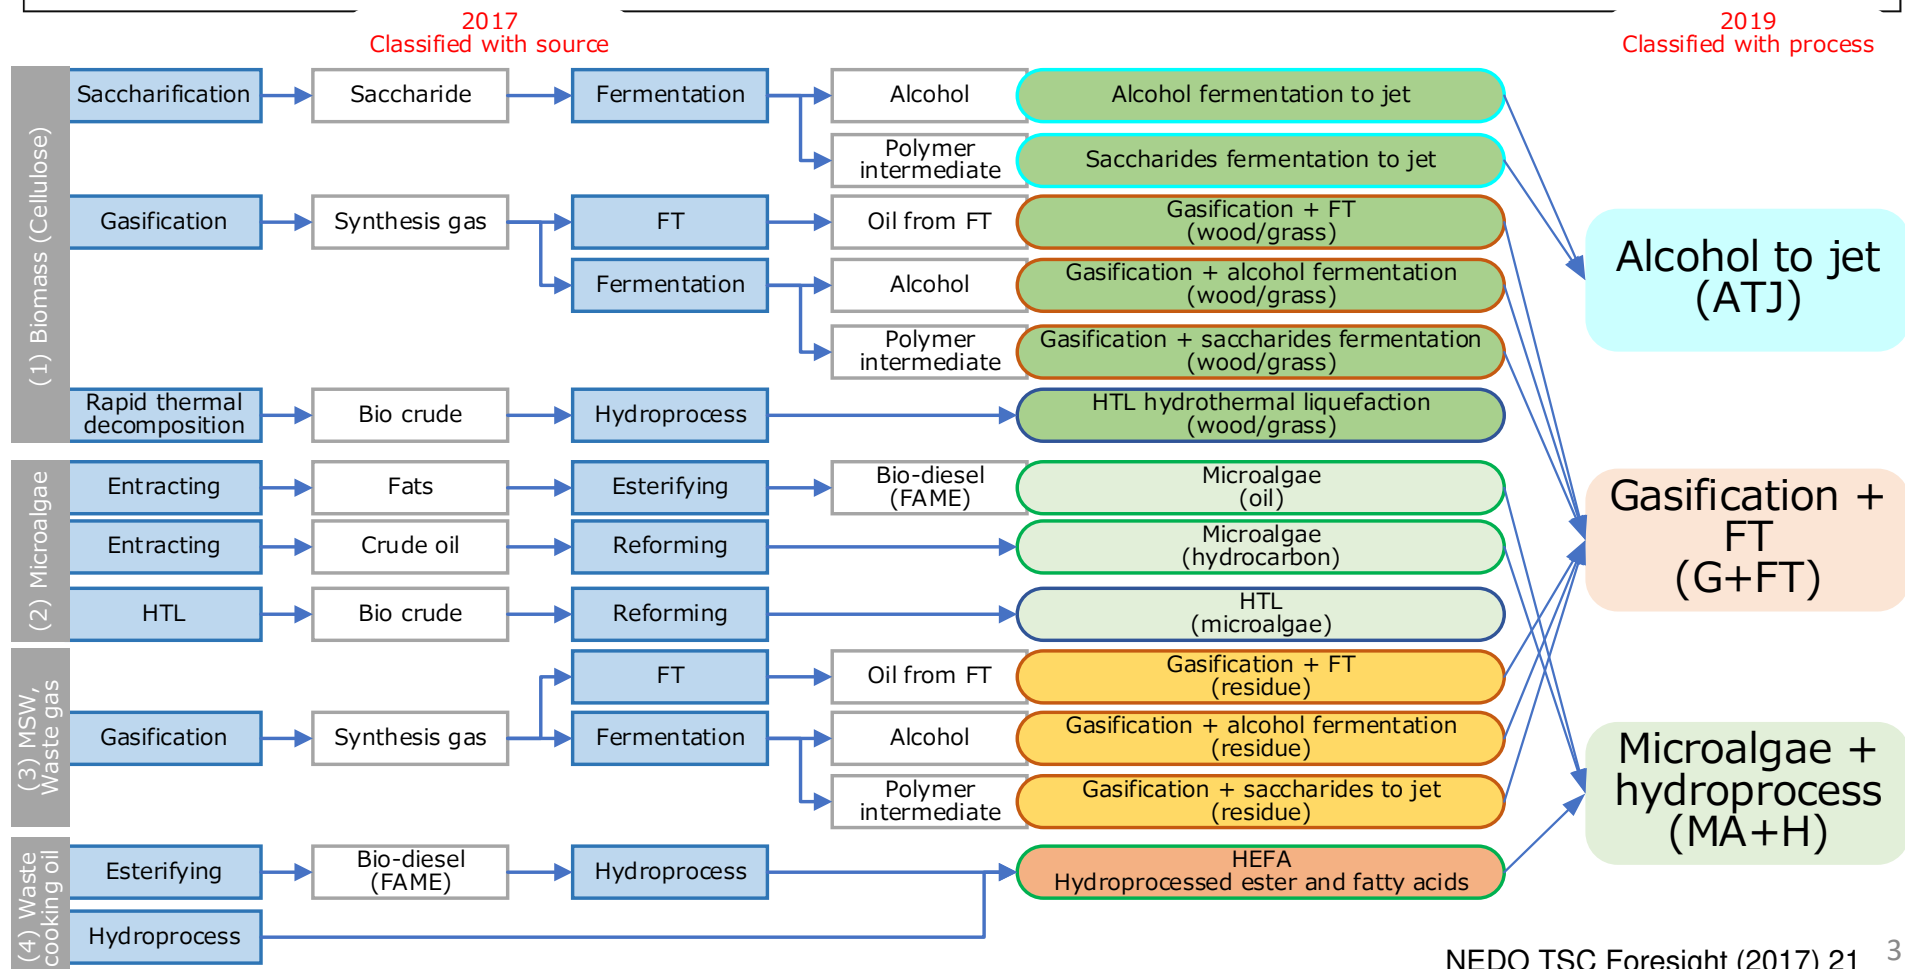 2017
Classified with source
2019
Classified with process
(1) Biomass (Cellulose)
Saccharification
Saccharide
Fermentation
Alcohol
Alcohol fermentation to jet
Polymer
intermediate
Saccharides fermentation to jet
Gasification
Synthesis gas
FT
Oil from FT
Gasification + FT
(wood/grass)
Fermentation
Alcohol
Gasification + alcohol fermentation
(wood/grass)
Polymer
intermediate
Gasification + saccharides fermentation
(wood/grass)
Rapid thermal
decomposition
Bio crude
Hydroprocess
HTL hydrothermal liquefaction
(wood/grass)
(2) Microalgae
Entracting
Fats
Esterifying
Bio-diesel
(FAME)
Microalgae
(oil)
Entracting
Crude oil
Reforming
Microalgae
(hydrocarbon)
HTL
Bio crude
Reforming
HTL
(microalgae)
(3) MSW,
Waste gas
FT
Oil from FT
Gasification + FT
(residue)
Gasification
Synthesis gas
Fermentation
Alcohol
Gasification + alcohol fermentation
(residue)
Polymer
intermediate
Gasification + saccharides to jet
(residue)
(4) Waste
cooking oil
Esterifying
Bio-diesel
(FAME)
Hydroprocess
HEFA
Hydroprocessed ester and fatty acids
Hydroprocess
Alcohol to jet
(ATJ)
Gasification +
FT
(G+FT)
Microalgae +
hydroprocess
(MA+H)
NEDO TSC Foresight (2017) 21
3